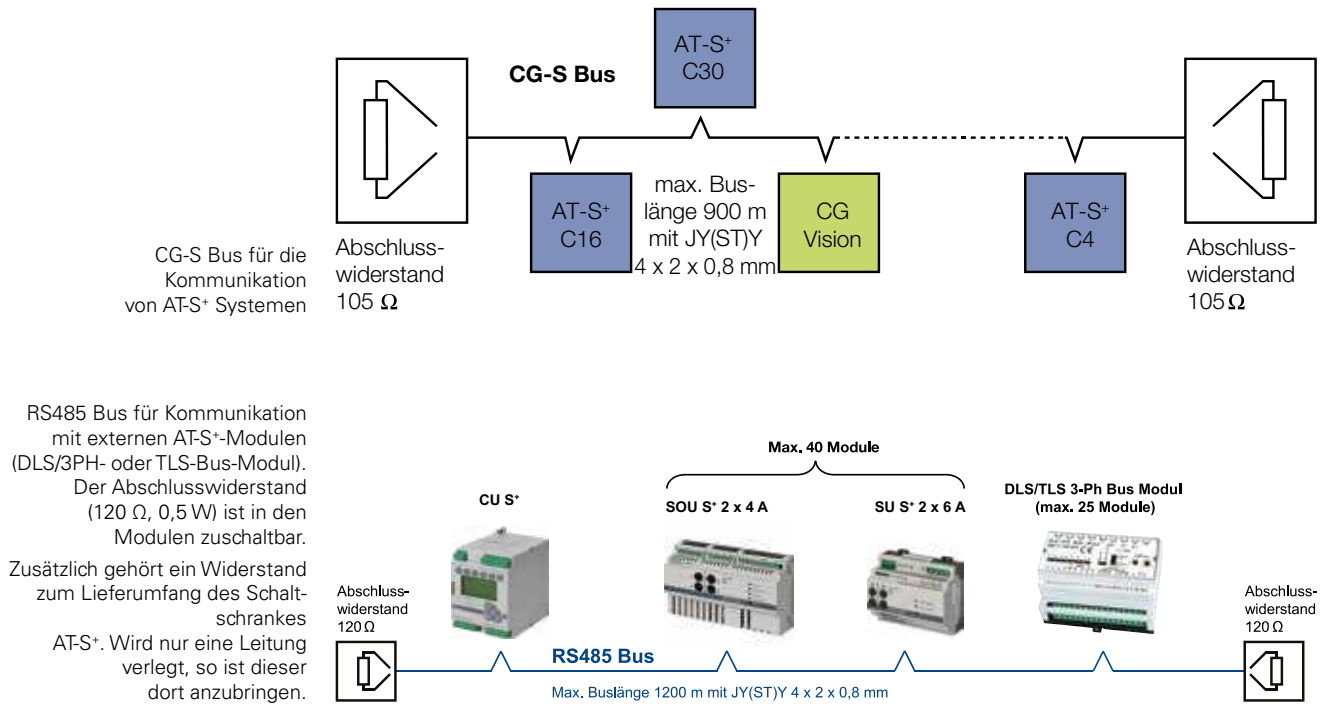 AT-S⁺
C30
CG-S Bus
AT-S⁺
C16
max. Bus-
länge 900 m
mit JY(ST)Y
4 x 2 x 0,8 mm
CG
Vision
AT-S⁺
C4
Abschluss-
widerstand
105 Ω
Abschluss-
widerstand
105 Ω
CG-S Bus für die
Kommunikation
von AT-S⁺ Systemen
RS485 Bus für Kommunikation
mit externen AT-S⁺-Modulen
(DLS/3PH- oder TLS-Bus-Modul).
Der Abschlusswiderstand
(120 Ω, 0,5 W) ist in den
Modulen zuschaltbar.
Zusätzlich gehört ein Widerstand
zum Lieferumfang des Schalt-
schrankes
AT-S⁺. Wird nur eine Leitung
verlegt, so ist dieser
dort anzubringen.
Max. 40 Module
CU S⁺
SOU S⁺ 2 x 4 A
SU S⁺ 2 x 6 A
DLS/TLS 3-Ph Bus Modul
(max. 25 Module)
Abschluss-
widerstand
120 Ω
Abschluss-
widerstand
120 Ω
RS485 Bus
Max. Buslänge 1200 m mit JY(ST)Y 4 x 2 x 0,8 mm